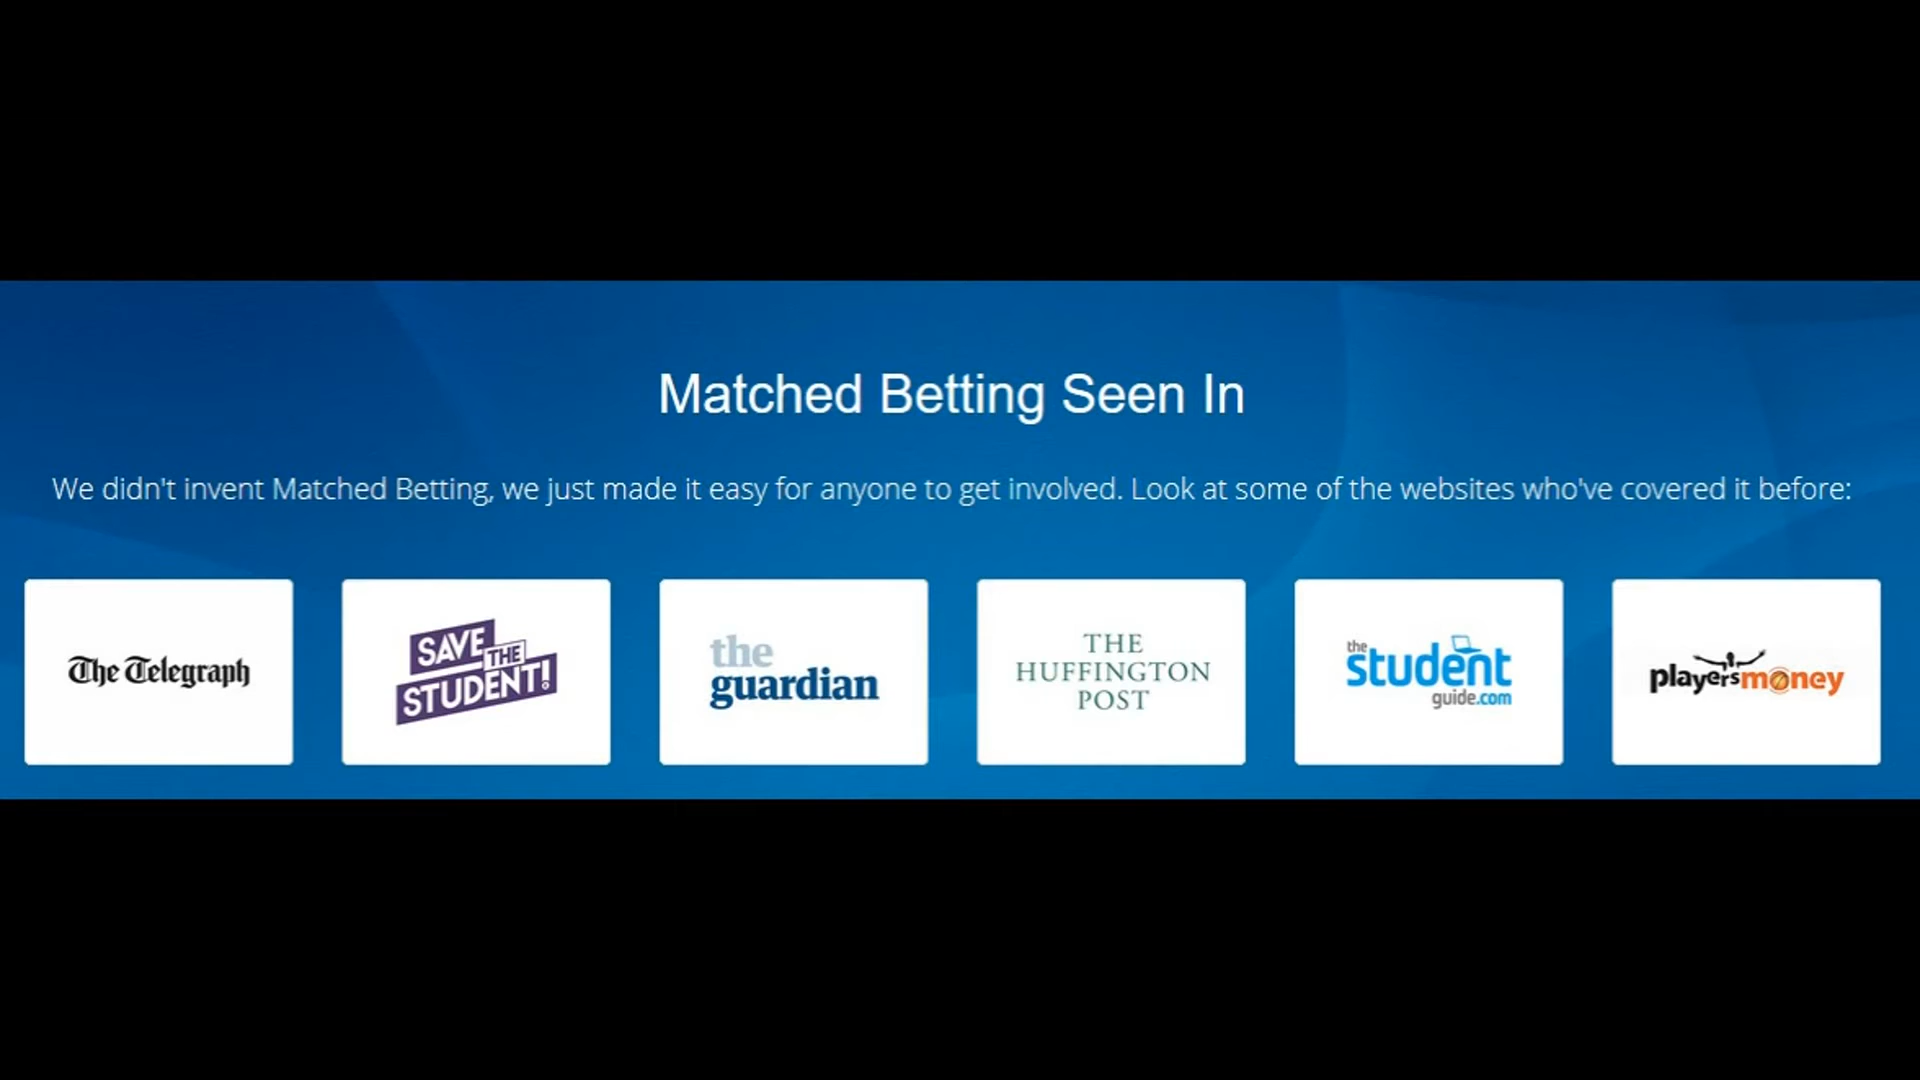 Matched Betting Seen In
We didn't invent Matched Betting, we just made it easy for anyone to get involved. Look at some of the websites who've covered it before:
The Telegraph
SAVE
THE
STUDENT!
the
guardian
THE
HUFFINGTON
POST
the
student
guide.com
playersmoney